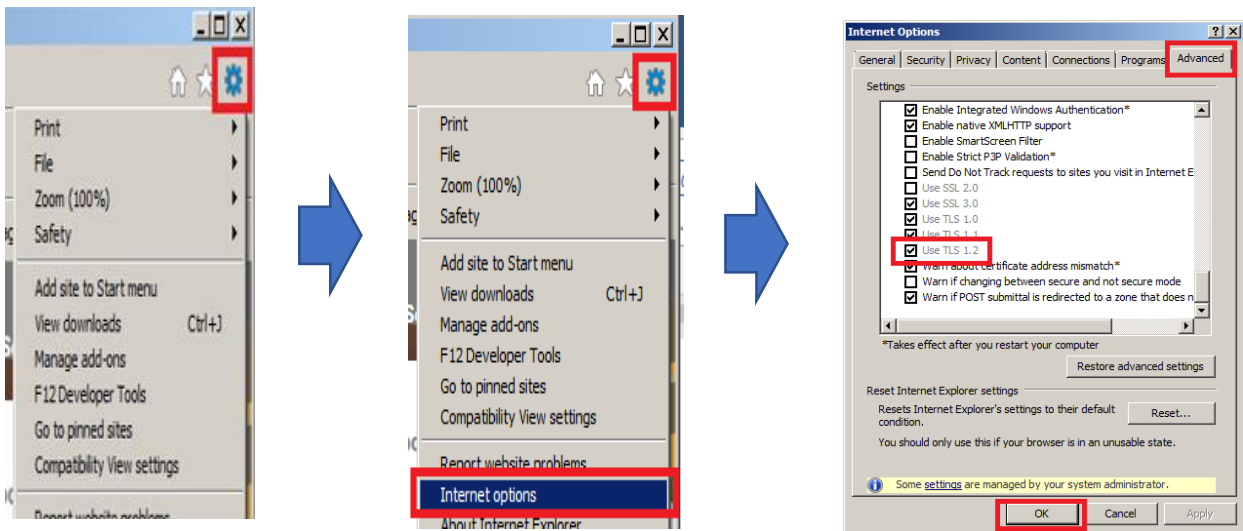 Print
File
Zoom (100%)
Safety
Add site to Start menu
View downloads Ctrl+J
Manage add-ons
F12 Developer Tools
Go to pinned sites
Compatibility View settings
Report website problems
Print
File
Zoom (100%)
Safety
Add site to Start menu
View downloads Ctrl+J
Manage add-ons
F12 Developer Tools
Go to pinned sites
Compatibility View settings
Report website problems
Internet options
About Internet Explorer
Internet Options
General Security Privacy Content Connections Programs Advanced
Settings
Enable Integrated Windows Authentication*
Enable native XMLHTTP support
Enable SmartScreen Filter
Enable Strict P3P Validation*
Send Do Not Track requests to sites you visit in Internet E
Use SSL 2.0
Use SSL 3.0
Use TLS 1.0
Use TLS 1.1
Use TLS 1.2
Warn about certificate address mismatch*
Warn if changing between secure and not secure mode
Warn if POST submittal is redirected to a zone that does n
*Takes effect after you restart your computer
Restore advanced settings
Reset Internet Explorer settings
Resets Internet Explorer's settings to their default
condition.
Reset...
You should only use this if your browser is in an unusable state.
Some settings are managed by your system administrator.
OK Cancel Apply